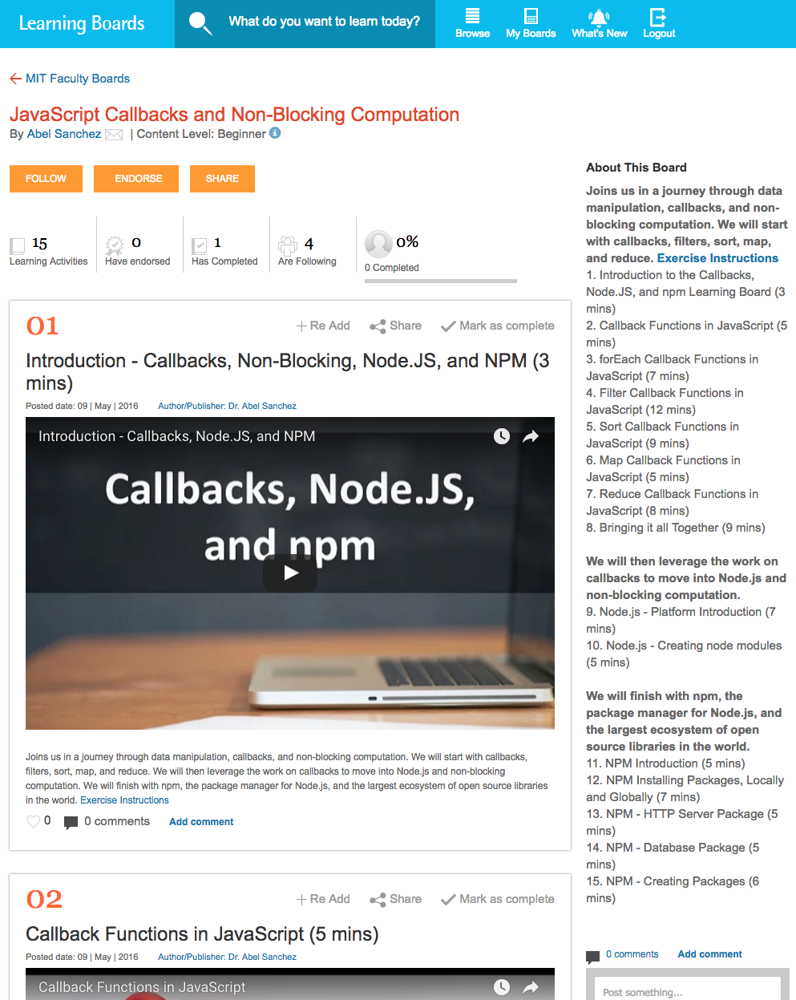 Learning Boards
What do you want to learn today?
Browse
My Boards
What's New
Logout
MIT Faculty Boards
JavaScript Callbacks and Non-Blocking Computation
By Abel Sanchez | Content Level: Beginner
FOLLOW
ENDORSE
SHARE
15
Learning Activities
0
Have endorsed
1
Has Completed
4
Are Following
0%
0 Completed
01
Re Add
Share
Mark as complete
Introduction - Callbacks, Non-Blocking, Node.JS, and NPM (3
mins)
Posted date: 09 | May | 2016
Author/Publisher: Dr. Abel Sanchez
Introduction - Callbacks, Node.JS, and NPM
Callbacks, Node.JS,
and npm
Joins us in a journey through data manipulation, callbacks, and non-blocking computation. We will start with callbacks,
filters, sort, map, and reduce. We will then leverage the work on callbacks to move into Node.js and non-blocking
computation. We will finish with npm, the package manager for Node.js, and the largest ecosystem of open source libraries
in the world. Exercise Instructions
0
0 comments
Add comment
02
Re Add
Share
Mark as complete
Callback Functions in JavaScript (5 mins)
Posted date: 09 | May | 2016
Author/Publisher: Dr. Abel Sanchez
Callback Functions in JavaScript
About This Board
Joins us in a journey through data
manipulation, callbacks, and non-
blocking computation. We will start
with callbacks, filters, sort, map,
and reduce. Exercise Instructions
1. Introduction to the Callbacks,
Node.JS, and npm Learning Board (3
mins)
2. Callback Functions in JavaScript (5
mins)
3. forEach Callback Functions in
JavaScript (7 mins)
4. Filter Callback Functions in
JavaScript (12 mins)
5. Sort Callback Functions in
JavaScript (9 mins)
6. Map Callback Functions in
JavaScript (5 mins)
7. Reduce Callback Functions in
JavaScript (8 mins)
8. Bringing it all Together (9 mins)
We will then leverage the work on
callbacks to move into Node.js and
non-blocking computation.
9. Node.js - Platform Introduction (7
mins)
10. Node.js - Creating node modules
(5 mins)
We will finish with npm, the
package manager for Node.js, and
the largest ecosystem of open
source libraries in the world.
11. NPM Introduction (5 mins)
12. NPM Installing Packages, Locally
and Globally (7 mins)
13. NPM - HTTP Server Package (5
mins)
14. NPM - Database Package (5
mins)
15. NPM - Creating Packages (6
mins)
0 comments
Add comment
Post something...